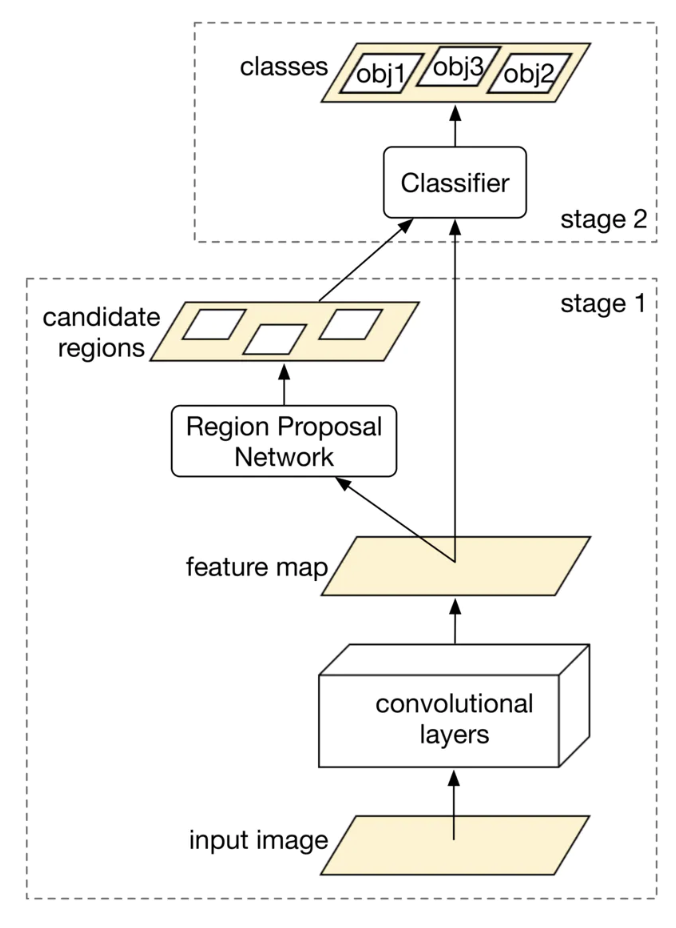 classes
obj1 obj3 obj2
Classifier
stage 2
stage 1
candidate
regions
Region Proposal
Network
feature map
convolutional
layers
input image